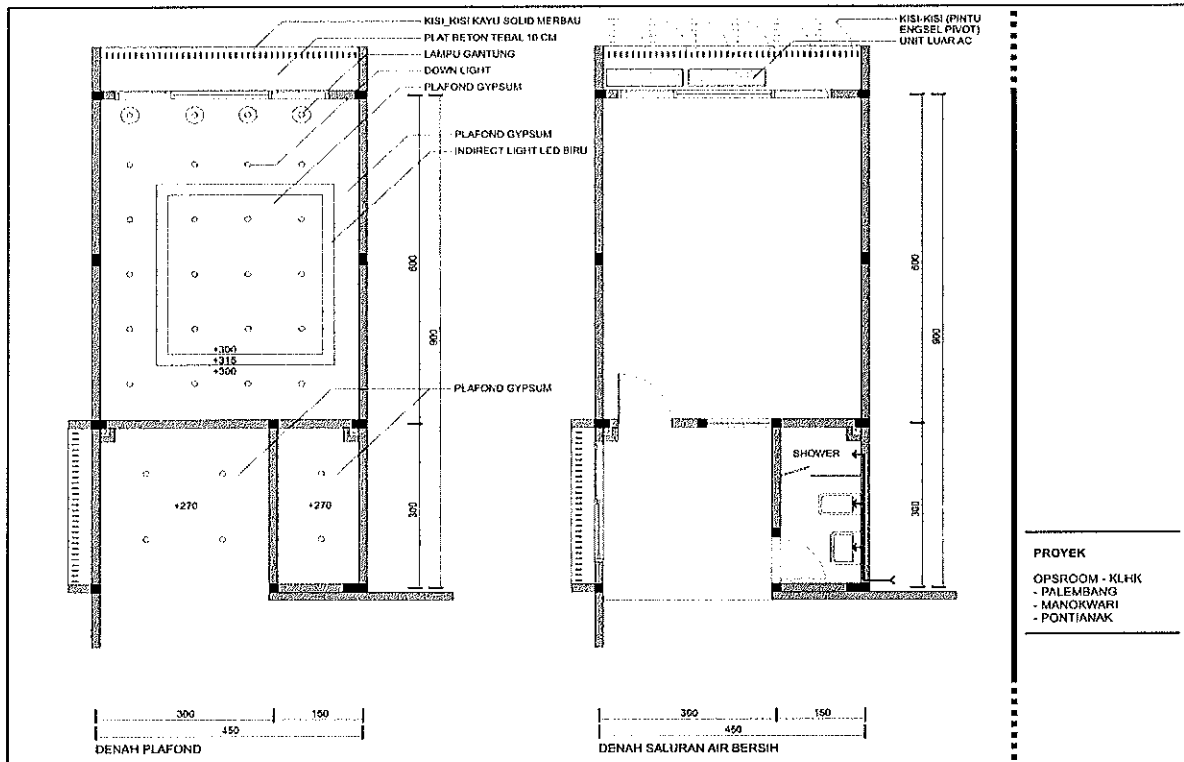 KISI_KISI KAYU SOLID MERBAU
PLAT BETON TEBAL 10 CM
LAMPU GANTUNG
DOWN LIGHT
PLAFOND GYPSUM
PLAFOND GYPSUM
INDIRECT LIGHT LED BIRU
600
900
+300
+315
+300
PLAFOND GYPSUM
+270
+270
300
300
150
450
DENAH PLAFOND
KISI-KISI (PINTU
ENGSEL PIVOT)
UNIT LUAR AC
600
900
SHOWER
300
300
150
450
DENAH SALURAN AIR BERSIH
PROYEK
OPSROOM - KLHK
- PALEMBANG
- MANOKWARI
- PONTIANAK